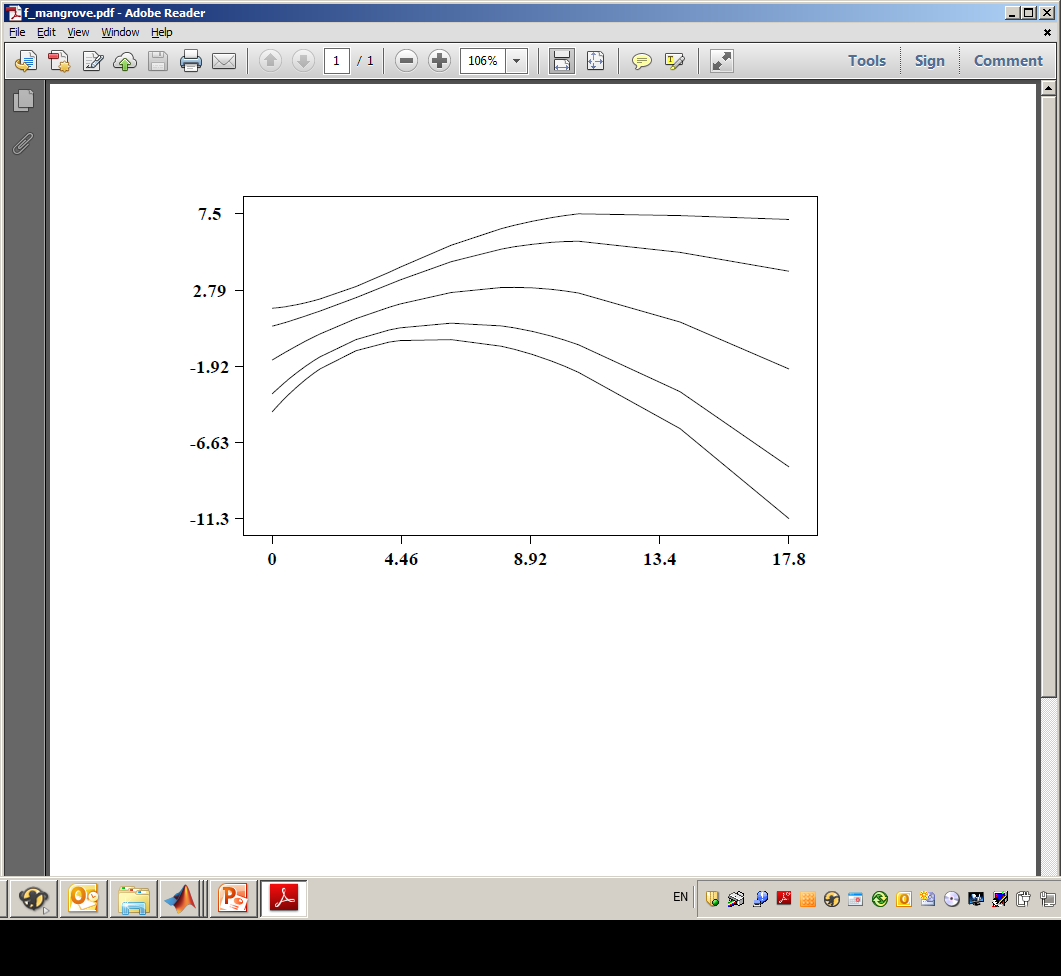 f_mangrove.pdf - Adobe Reader
File Edit View Window Help
1 / 1 106% Tools Sign Comment
7.5
2.79
-1.92
-6.63
-11.3
0 4.46 8.92 13.4 17.8
EN